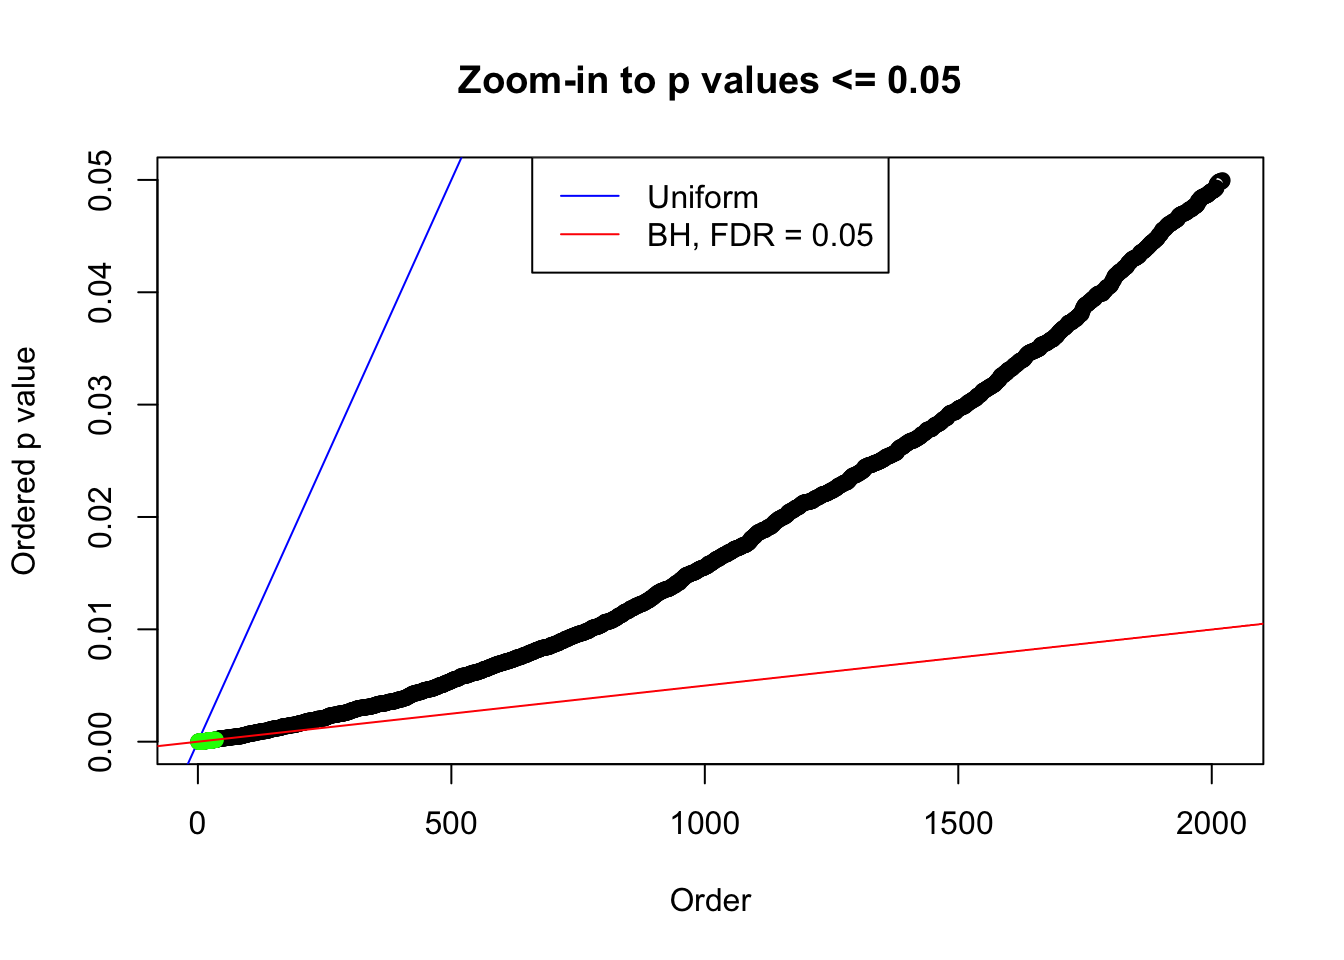 Zoom-in to p values <= 0.05
Uniform
BH, FDR = 0.05
Ordered p value
0.05
0.04
0.03
0.02
0.01
0.00
0
500
1000
1500
2000
Order